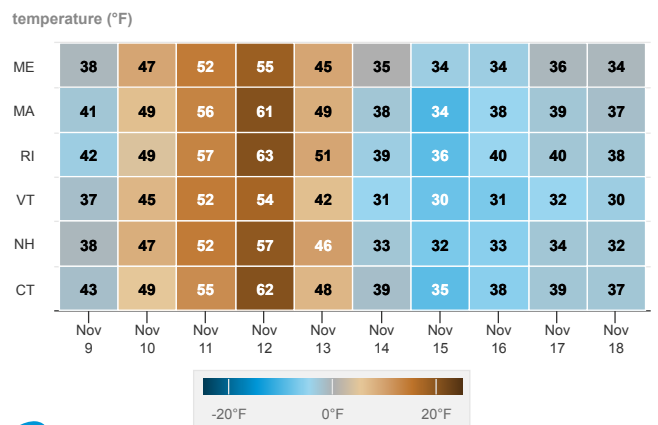 temperature (°F)
ME 38 47 52 55 45 35 34 34 36 34
MA 41 49 56 61 49 38 34 38 39 37
RI 42 49 57 63 51 39 36 40 40 38
VT 37 45 52 54 42 31 30 31 32 30
NH 38 47 52 57 46 33 32 33 34 32
CT 43 49 55 62 48 39 35 38 39 37
Nov Nov Nov Nov Nov Nov Nov Nov Nov Nov
9 10 11 12 13 14 15 16 17 18
-20°F 0°F 20°F